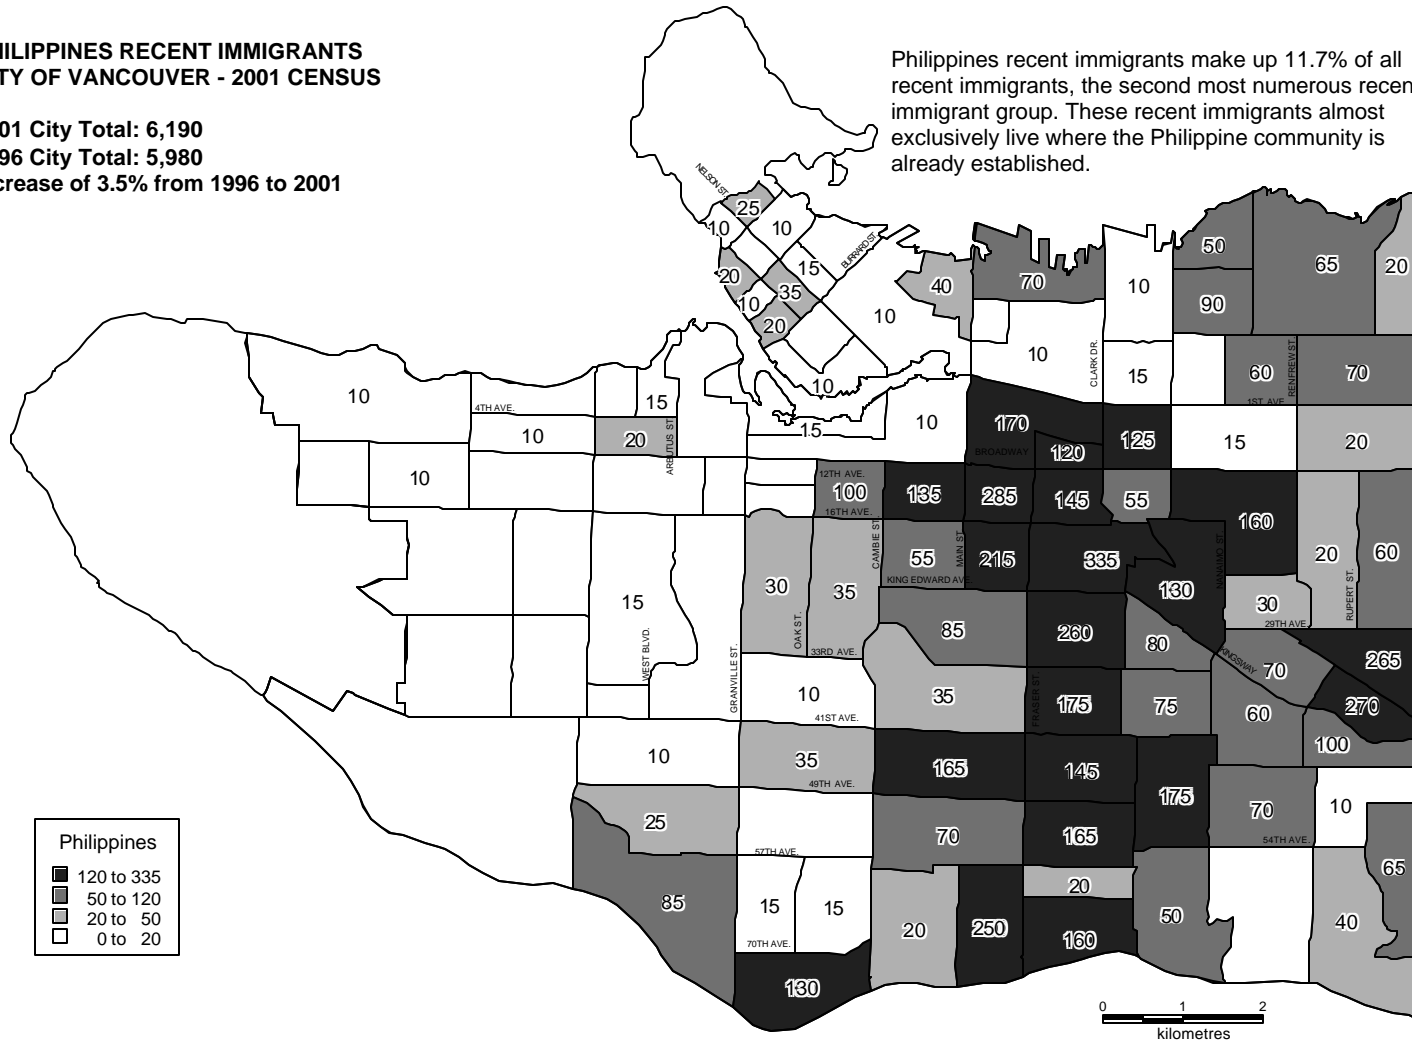 HILIPPINES RECENT IMMIGRANTS
TY OF VANCOUVER - 2001 CENSUS
01 City Total: 6,190
96 City Total: 5,980
crease of 3.5% from 1996 to 2001
Philippines recent immigrants make up 11.7% of all
recent immigrants, the second most numerous recen
immigrant group. These recent immigrants almost
exclusively live where the Philippine community is
already established.
NELSON ST.
25
10
10
BURRARD ST.
15
20
35
10
20
10
10
40
70
10
50
65
20
90
10
CLARK DR.
15
60
RENFREW ST.
70
1ST. AVE.
10
4TH AVE.
15
10
20
ARBUTUS ST.
10
15
10
170
BROADWAY
120
125
15
20
12TH AVE.
100
16TH AVE.
135
285
145
55
160
20
60
CAMBIE ST.
55
MAIN ST.
215
335
KING EDWARD AVE.
130
NANAIMO ST.
30
29TH AVE.
RUPERT ST.
15
WEST BLVD.
GRANVILLE ST.
30
OAK ST.
35
33RD AVE.
85
260
80
KINGSWAY
70
265
10
41ST AVE.
35
FRASER ST.
175
75
60
270
100
10
35
49TH AVE.
165
145
175
70
54TH AVE.
10
25
57TH AVE.
70
165
65
85
15
15
70TH AVE.
20
250
20
160
50
40
130
Philippines
120 to 335
50 to 120
20 to 50
0 to 20
0 1 2
kilometres